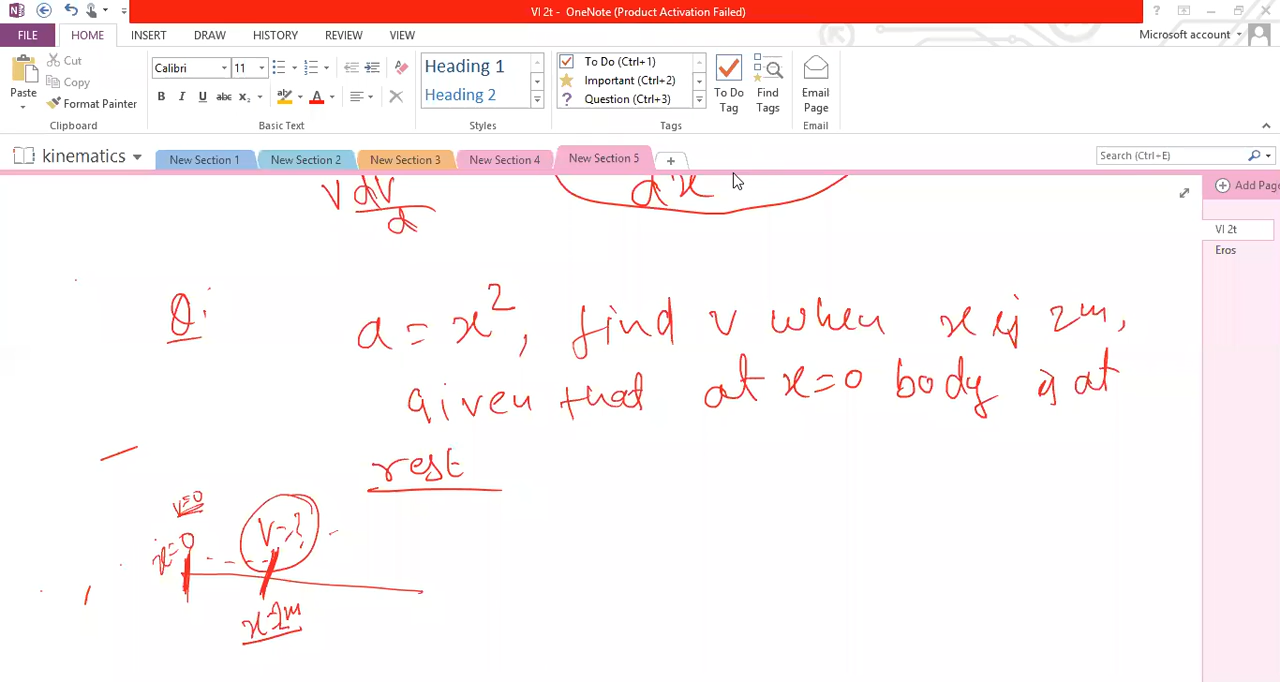 VI 2t - OneNote (Product Activation Failed)
FILE HOME INSERT DRAW HISTORY REVIEW VIEW Microsoft account
Paste Cut Copy Format Painter
Calibri 11
B I U abc X₂ A
Heading 1
Heading 2
To Do (Ctrl+1)
Important (Ctrl+2)
Question (Ctrl+3)
To Do Tag
Find Tags
Email Page
Clipboard Basic Text Styles Tags Email
kinematics New Section 1 New Section 2 New Section 3 New Section 4 New Section 5 Search (Ctrl+E)
Add Page
VI 2t
Eros
v dv/d
dx
Q. a = x², find v when x is 2m,
given that at x=0 body is at
rest
v=0
x=0 v=?
x=2m